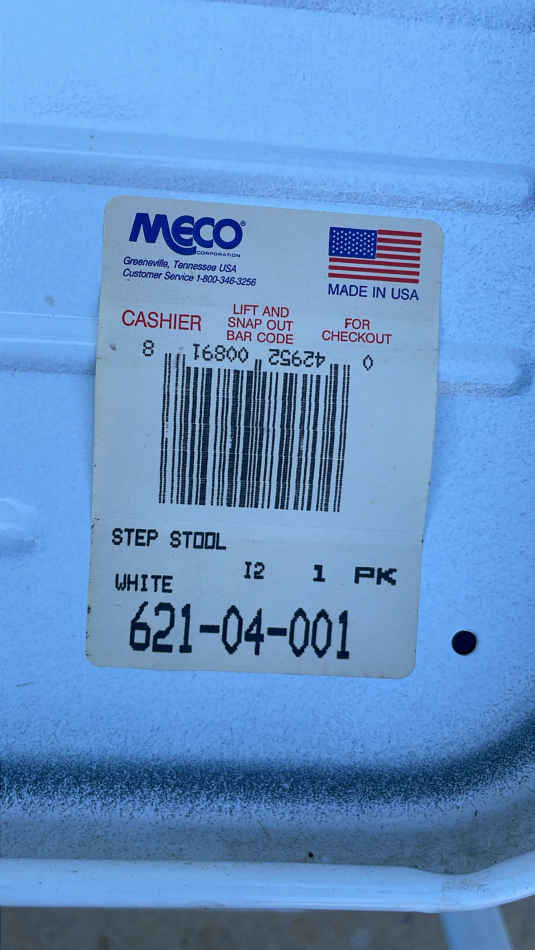 MECO®
CORPORATION
Greeneville, Tennessee USA
Customer Service 1-800-346-3256
MADE IN USA
CASHIER
LIFT AND
SNAP OUT
BAR CODE
FOR
CHECKOUT
0 42952 00891 8
STEP STOOL
WHITE I2 1 PK
621-04-001